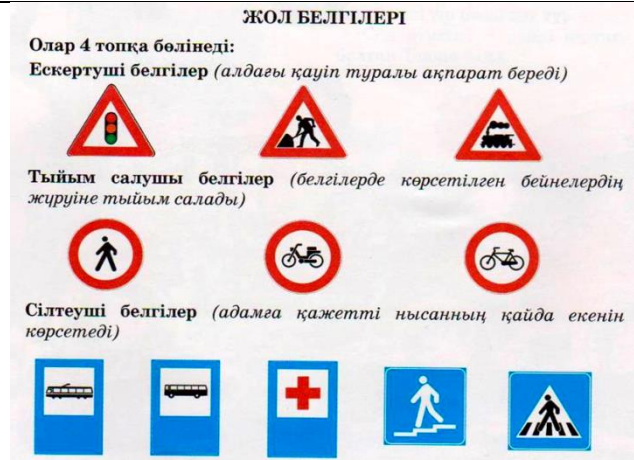 ЖОЛ БЕЛГІЛЕРІ
Олар 4 топқа бөлінеді:
Ескертуші белгілер (алдағы қауіп туралы ақпарат береді)
Тыйым салушы белгілер (белгілерде көрсетілген бейнелердің
жүруіне тыйым салады)
Сілтеуші белгілер (адамға қажетті нысанның қайда екенін
көрсетеді)